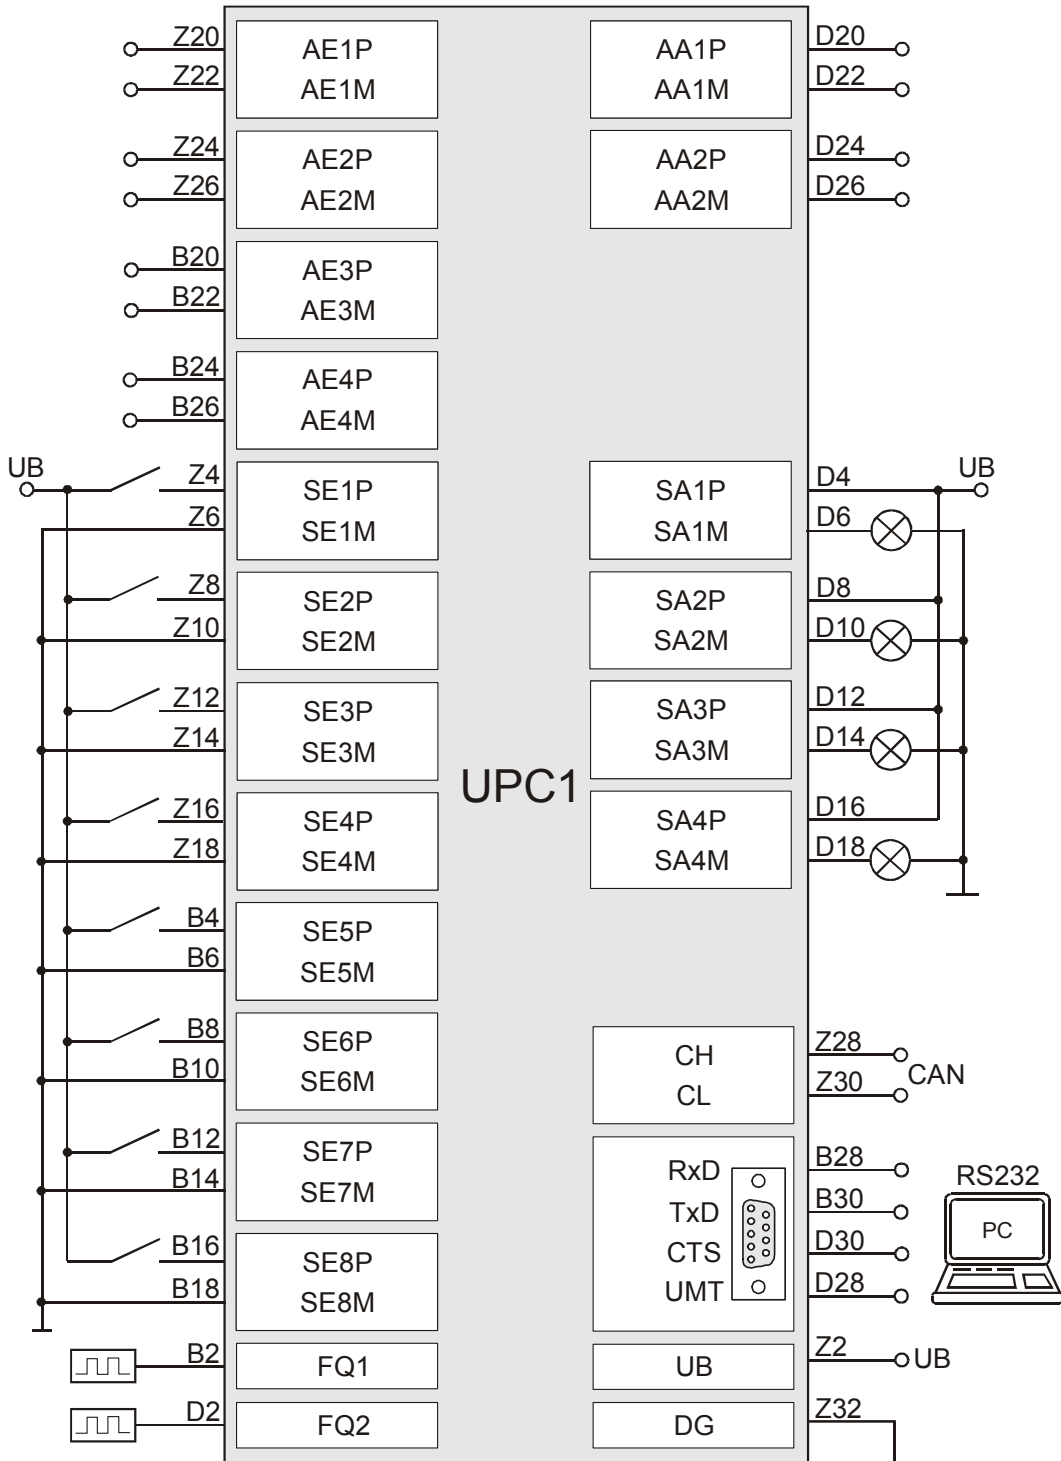 Z20 AE1P AA1P D20
Z22 AE1M AA1M D22
Z24 AE2P AA2P D24
Z26 AE2M AA2M D26
B20 AE3P
B22 AE3M
B24 AE4P
B26 AE4M
UB Z4 SE1P SA1P D4 UB
Z6 SE1M SA1M D6
Z8 SE2P SA2P D8
Z10 SE2M SA2M D10
Z12 SE3P SA3P D12
Z14 SE3M SA3M D14
UPC1
Z16 SE4P SA4P D16
Z18 SE4M SA4M D18
B4 SE5P
B6 SE5M
B8 SE6P CH Z28
B10 SE6M CL Z30 CAN
B12 SE7P RxD B28 RS232
B14 SE7M TxD B30 PC
B16 SE8P CTS D30
B18 SE8M UMT D28
B2 FQ1 UB Z2 UB
D2 FQ2 DG Z32